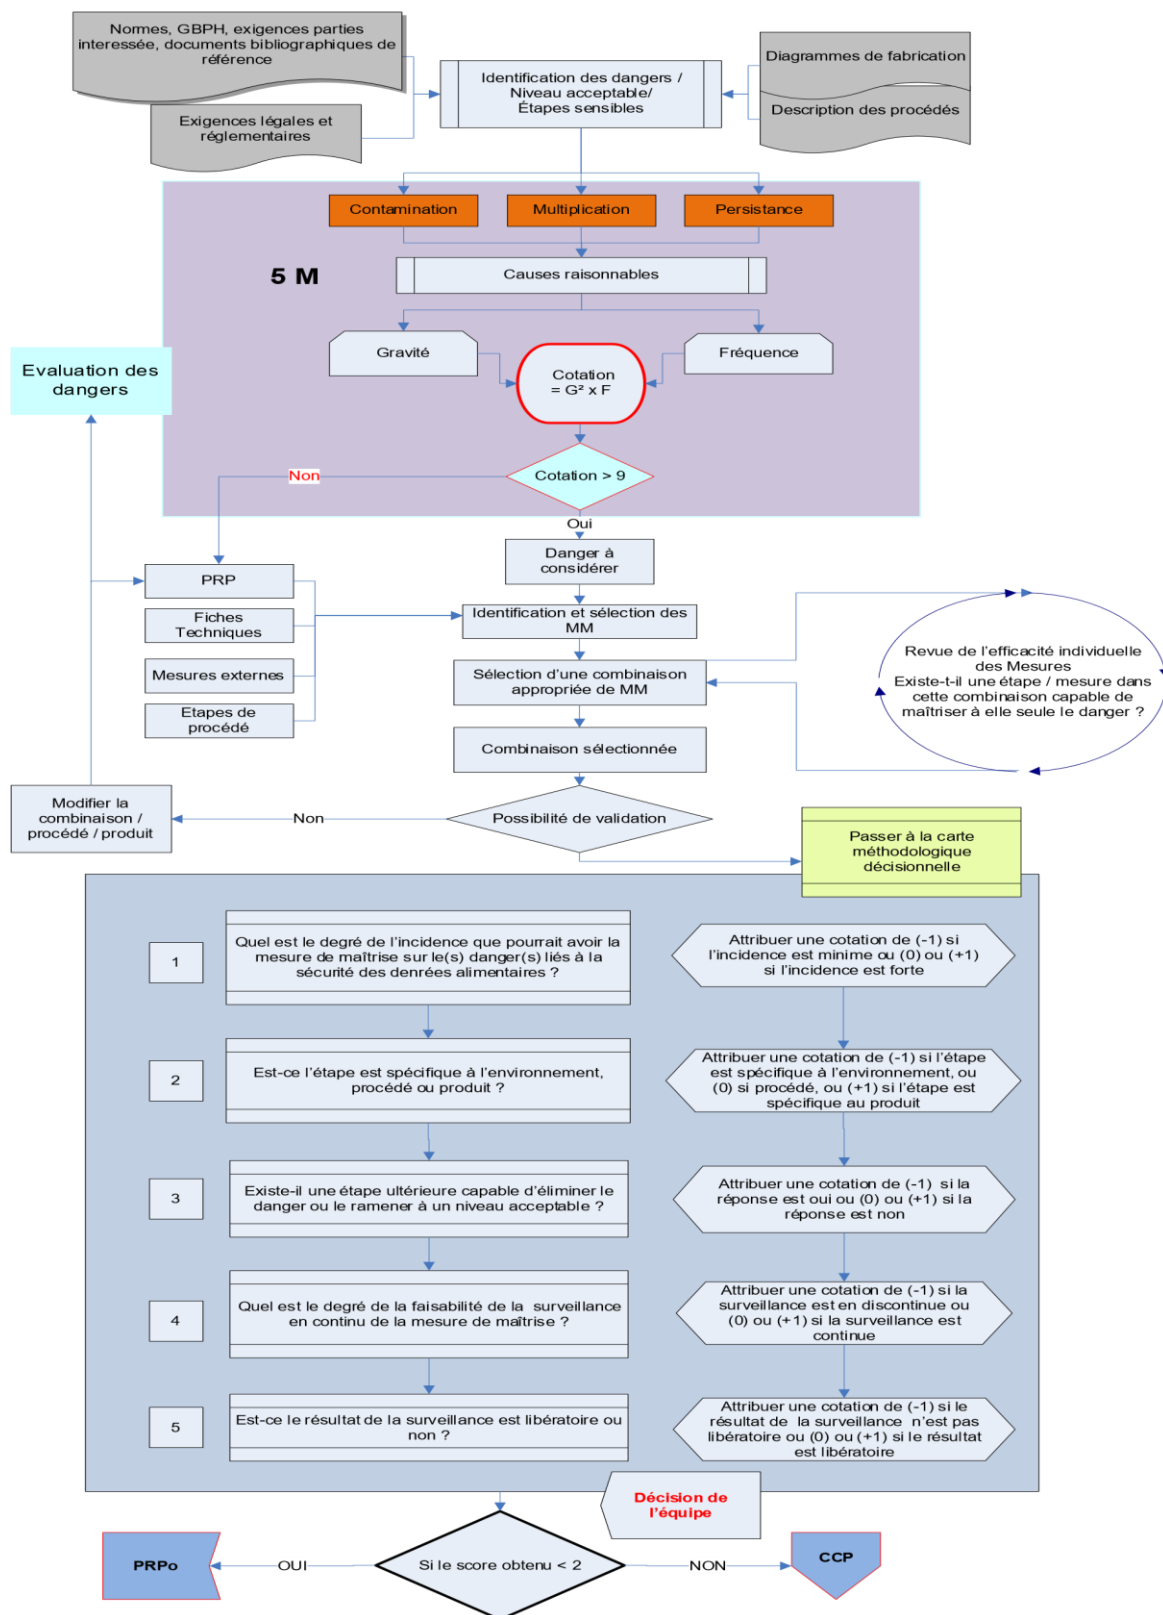 Normes, GBPH, exigences parties
interessée, documents bibliographiques de
référence
Exigences légales et
réglementaires
Identification des dangers /
Niveau acceptable/
Étapes sensibles
Diagrammes de fabrication
Description des procédés
Contamination
Multiplication
Persistance
5 M
Causes raisonnables
Gravité
Fréquence
Cotation
= G² x F
Evaluation des
dangers
Non
Cotation > 9
Oui
Danger à
considérer
PRP
Fiches
Techniques
Mesures externes
Etapes de
procédé
Identification et sélection des
MM
Sélection d'une combinaison
appropriée de MM
Revue de l'efficacité individuelle
des Mesures
Existe-t-il une étape / mesure dans
cette combinaison capable de
maîtriser à elle seule le danger ?
Combinaison sélectionnée
Modifier la
combinaison /
procédé / produit
Non
Possibilité de validation
Passer à la carte
méthodologique
décisionnelle
1
Quel est le degré de l'incidence que pourrait avoir la
mesure de maîtrise sur le(s) danger(s) liés à la
sécurité des denrées alimentaires ?
Attribuer une cotation de (-1) si
l'incidence est minime ou (0) ou (+1)
si l'incidence est forte
2
Est-ce l'étape est spécifique à l'environnement,
procédé ou produit ?
Attribuer une cotation de (-1) si l'étape
est spécifique à l'environnement, ou
(0) si procédé, ou (+1) si l'étape est
spécifique au produit
3
Existe-il une étape ultérieure capable d'éliminer le
danger ou le ramener à un niveau acceptable ?
Attribuer une cotation de (-1) si la
réponse est oui ou (0) ou (+1) si la
réponse est non
4
Quel est le degré de la faisabilité de la surveillance
en continu de la mesure de maîtrise ?
Attribuer une cotation de (-1) si la
surveillance est en discontinue ou
(0) ou (+1) si la surveillance est
continue
5
Est-ce le résultat de la surveillance est libératoire ou
non ?
Attribuer une cotation de (-1) si le
résultat de la surveillance n'est pas
libératoire ou (0) ou (+1) si le résultat
est libératoire
Décision de
l'équipe
PRPo
OUI
Si le score obtenu < 2
NON
CCP